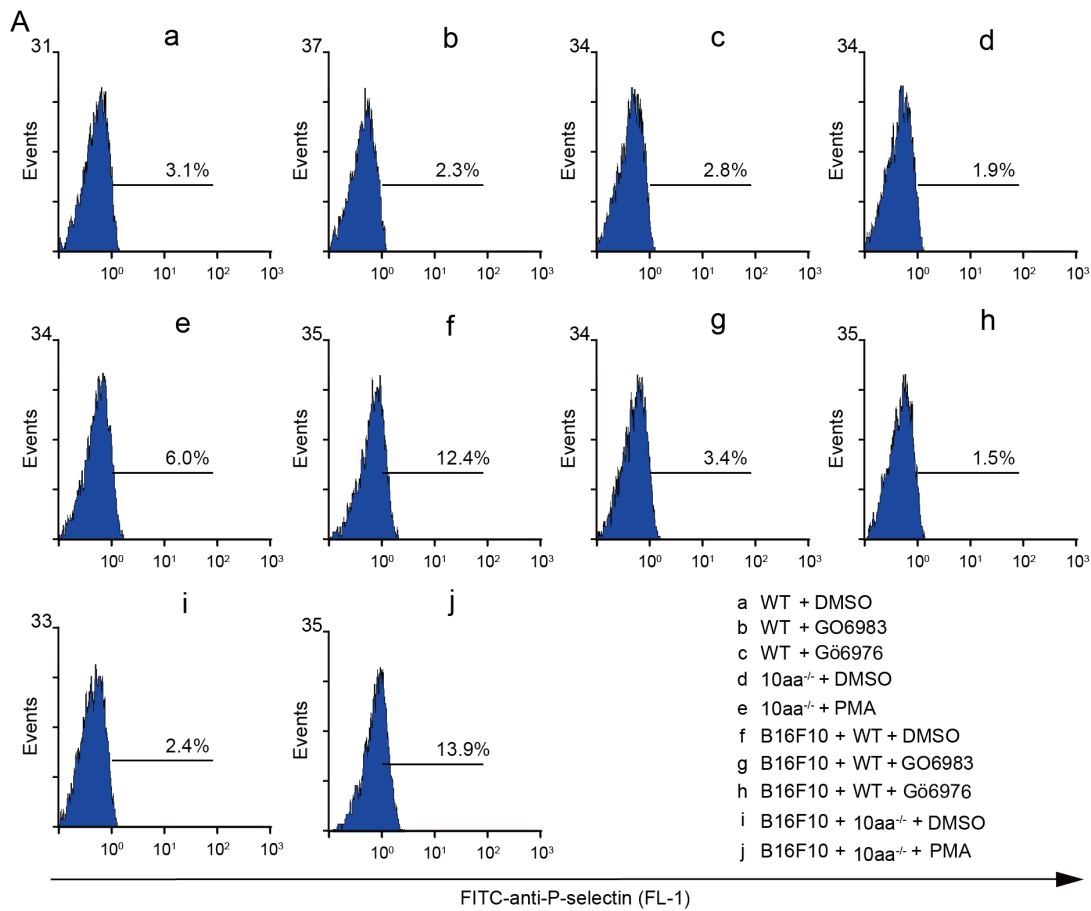 A
a
b
c
d
31
37
34
34
Events
Events
Events
Events
3.1%
2.3%
2.8%
1.9%
10⁰ 10¹ 10² 10³
10⁰ 10¹ 10² 10³
10⁰ 10¹ 10² 10³
10⁰ 10¹ 10² 10³
e
f
g
h
34
35
34
35
Events
Events
Events
Events
6.0%
12.4%
3.4%
1.5%
10⁰ 10¹ 10² 10³
10⁰ 10¹ 10² 10³
10⁰ 10¹ 10² 10³
10⁰ 10¹ 10² 10³
i
j
33
35
Events
Events
2.4%
13.9%
10⁰ 10¹ 10² 10³
10⁰ 10¹ 10² 10³
a WT + DMSO
b WT + GO6983
c WT + Gö6976
d 10aa⁻/⁻ + DMSO
e 10aa⁻/⁻ + PMA
f B16F10 + WT + DMSO
g B16F10 + WT + GO6983
h B16F10 + WT + Gö6976
i B16F10 + 10aa⁻/⁻ + DMSO
j B16F10 + 10aa⁻/⁻ + PMA
FITC-anti-P-selectin (FL-1)